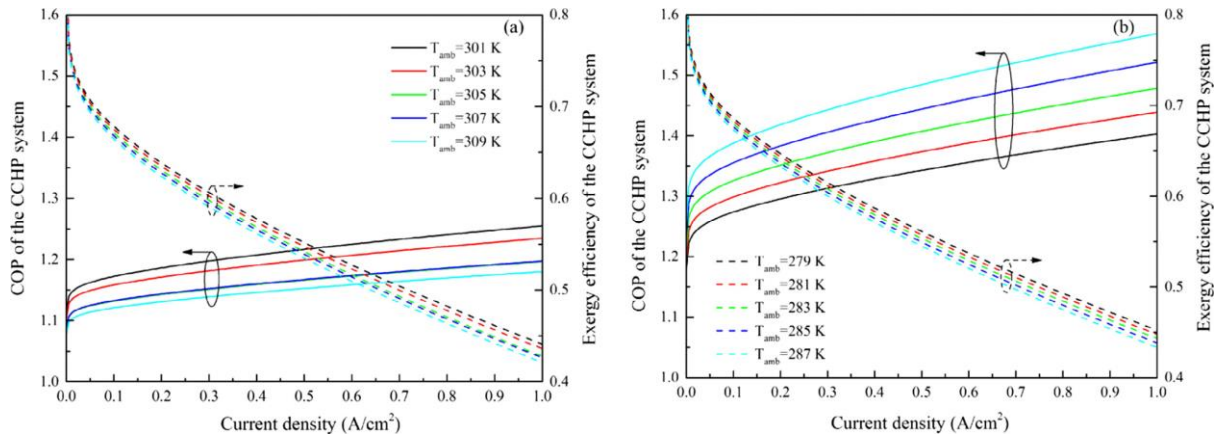 (a)
COP of the CCHP system
1.6
1.5
1.4
1.3
1.2
1.1
1.0
T_amb=301 K
T_amb=303 K
T_amb=305 K
T_amb=307 K
T_amb=309 K
0.8
0.7
0.6
0.5
0.4
Exergy efficiency of the CCHP system
0.0 0.1 0.2 0.3 0.4 0.5 0.6 0.7 0.8 0.9 1.0
Current density (A/cm²)
(b)
COP of the CCHP system
1.6
1.5
1.4
1.3
1.2
1.1
1.0
T_amb=279 K
T_amb=281 K
T_amb=283 K
T_amb=285 K
T_amb=287 K
0.8
0.7
0.6
0.5
0.4
Exergy efficiency of the CCHP system
0.0 0.1 0.2 0.3 0.4 0.5 0.6 0.7 0.8 0.9 1.0
Current density (A/cm²)